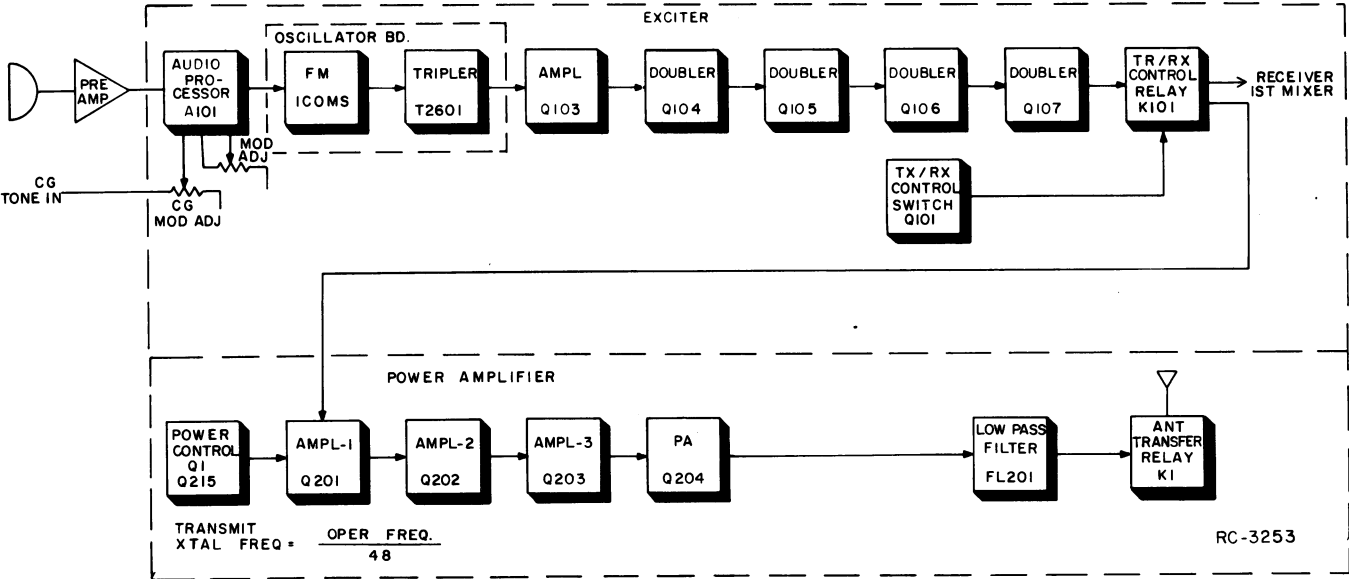 EXCITER
OSCILLATOR BD.
PRE
AMP
AUDIO
PRO-
CESSOR
A101
FM
ICOMS
TRIPLER
T2601
AMPL
Q103
DOUBLER
Q104
DOUBLER
Q105
DOUBLER
Q106
DOUBLER
Q107
TR/RX
CONTROL
RELAY
K101
RECEIVER
IST MIXER
MOD
ADJ
CG
TONE IN
CG
MOD ADJ
TX/RX
CONTROL
SWITCH
Q101
POWER AMPLIFIER
POWER
CONTROL
Q1
Q215
AMPL-1
Q201
AMPL-2
Q202
AMPL-3
Q203
PA
Q204
LOW PASS
FILTER
FL201
ANT
TRANSFER
RELAY
K1
TRANSMIT
XTAL FREQ = OPER FREQ.
48
RC-3253